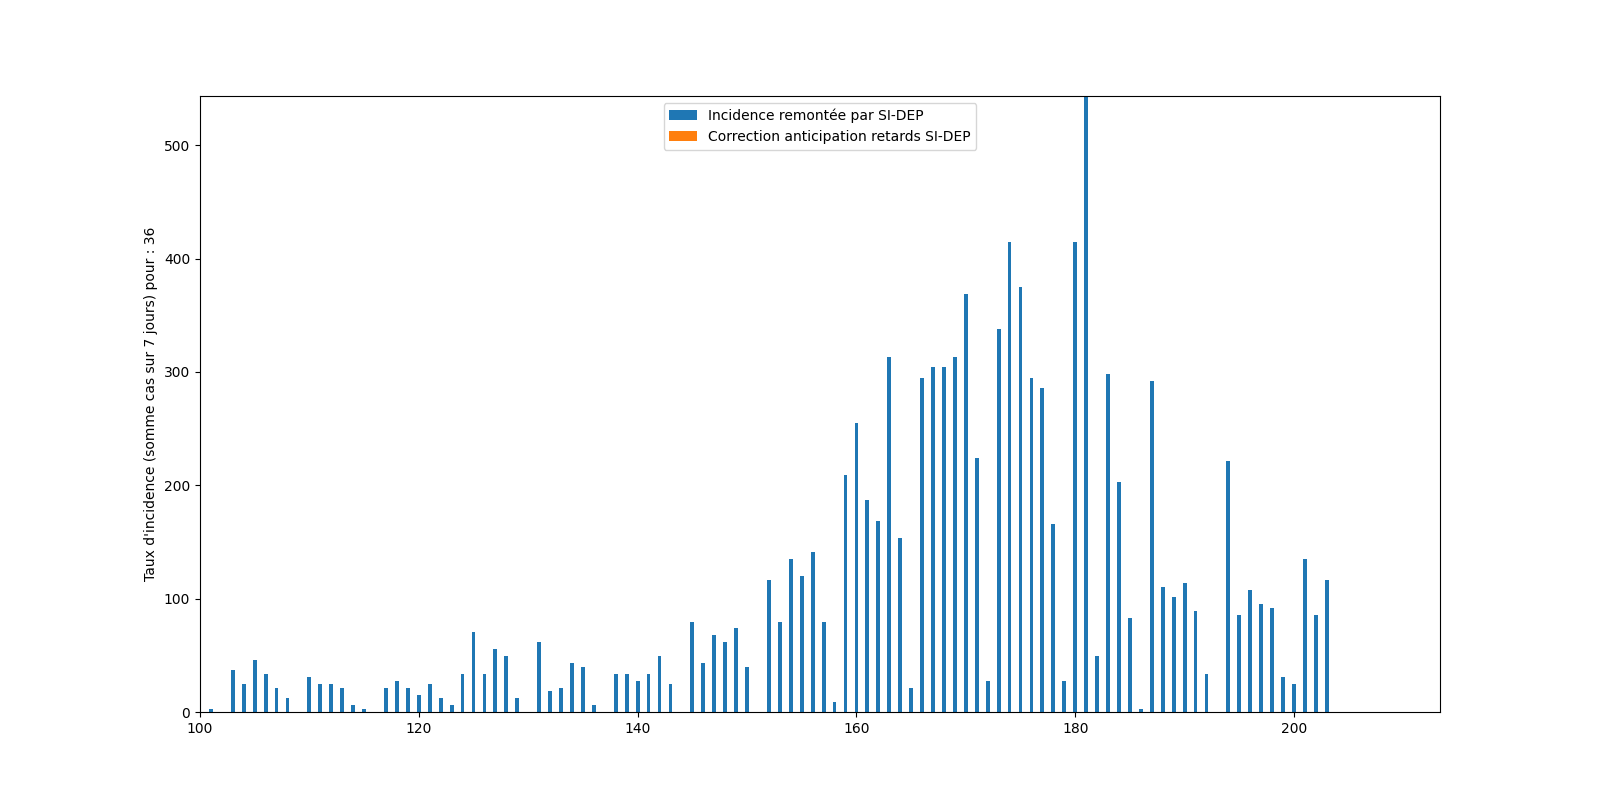 Incidence remontée par SI-DEP
Correction anticipation retards SI-DEP
Taux d'incidence (somme cas sur 7 jours) pour : 36
500
400
300
200
100
0
100 120 140 160 180 200